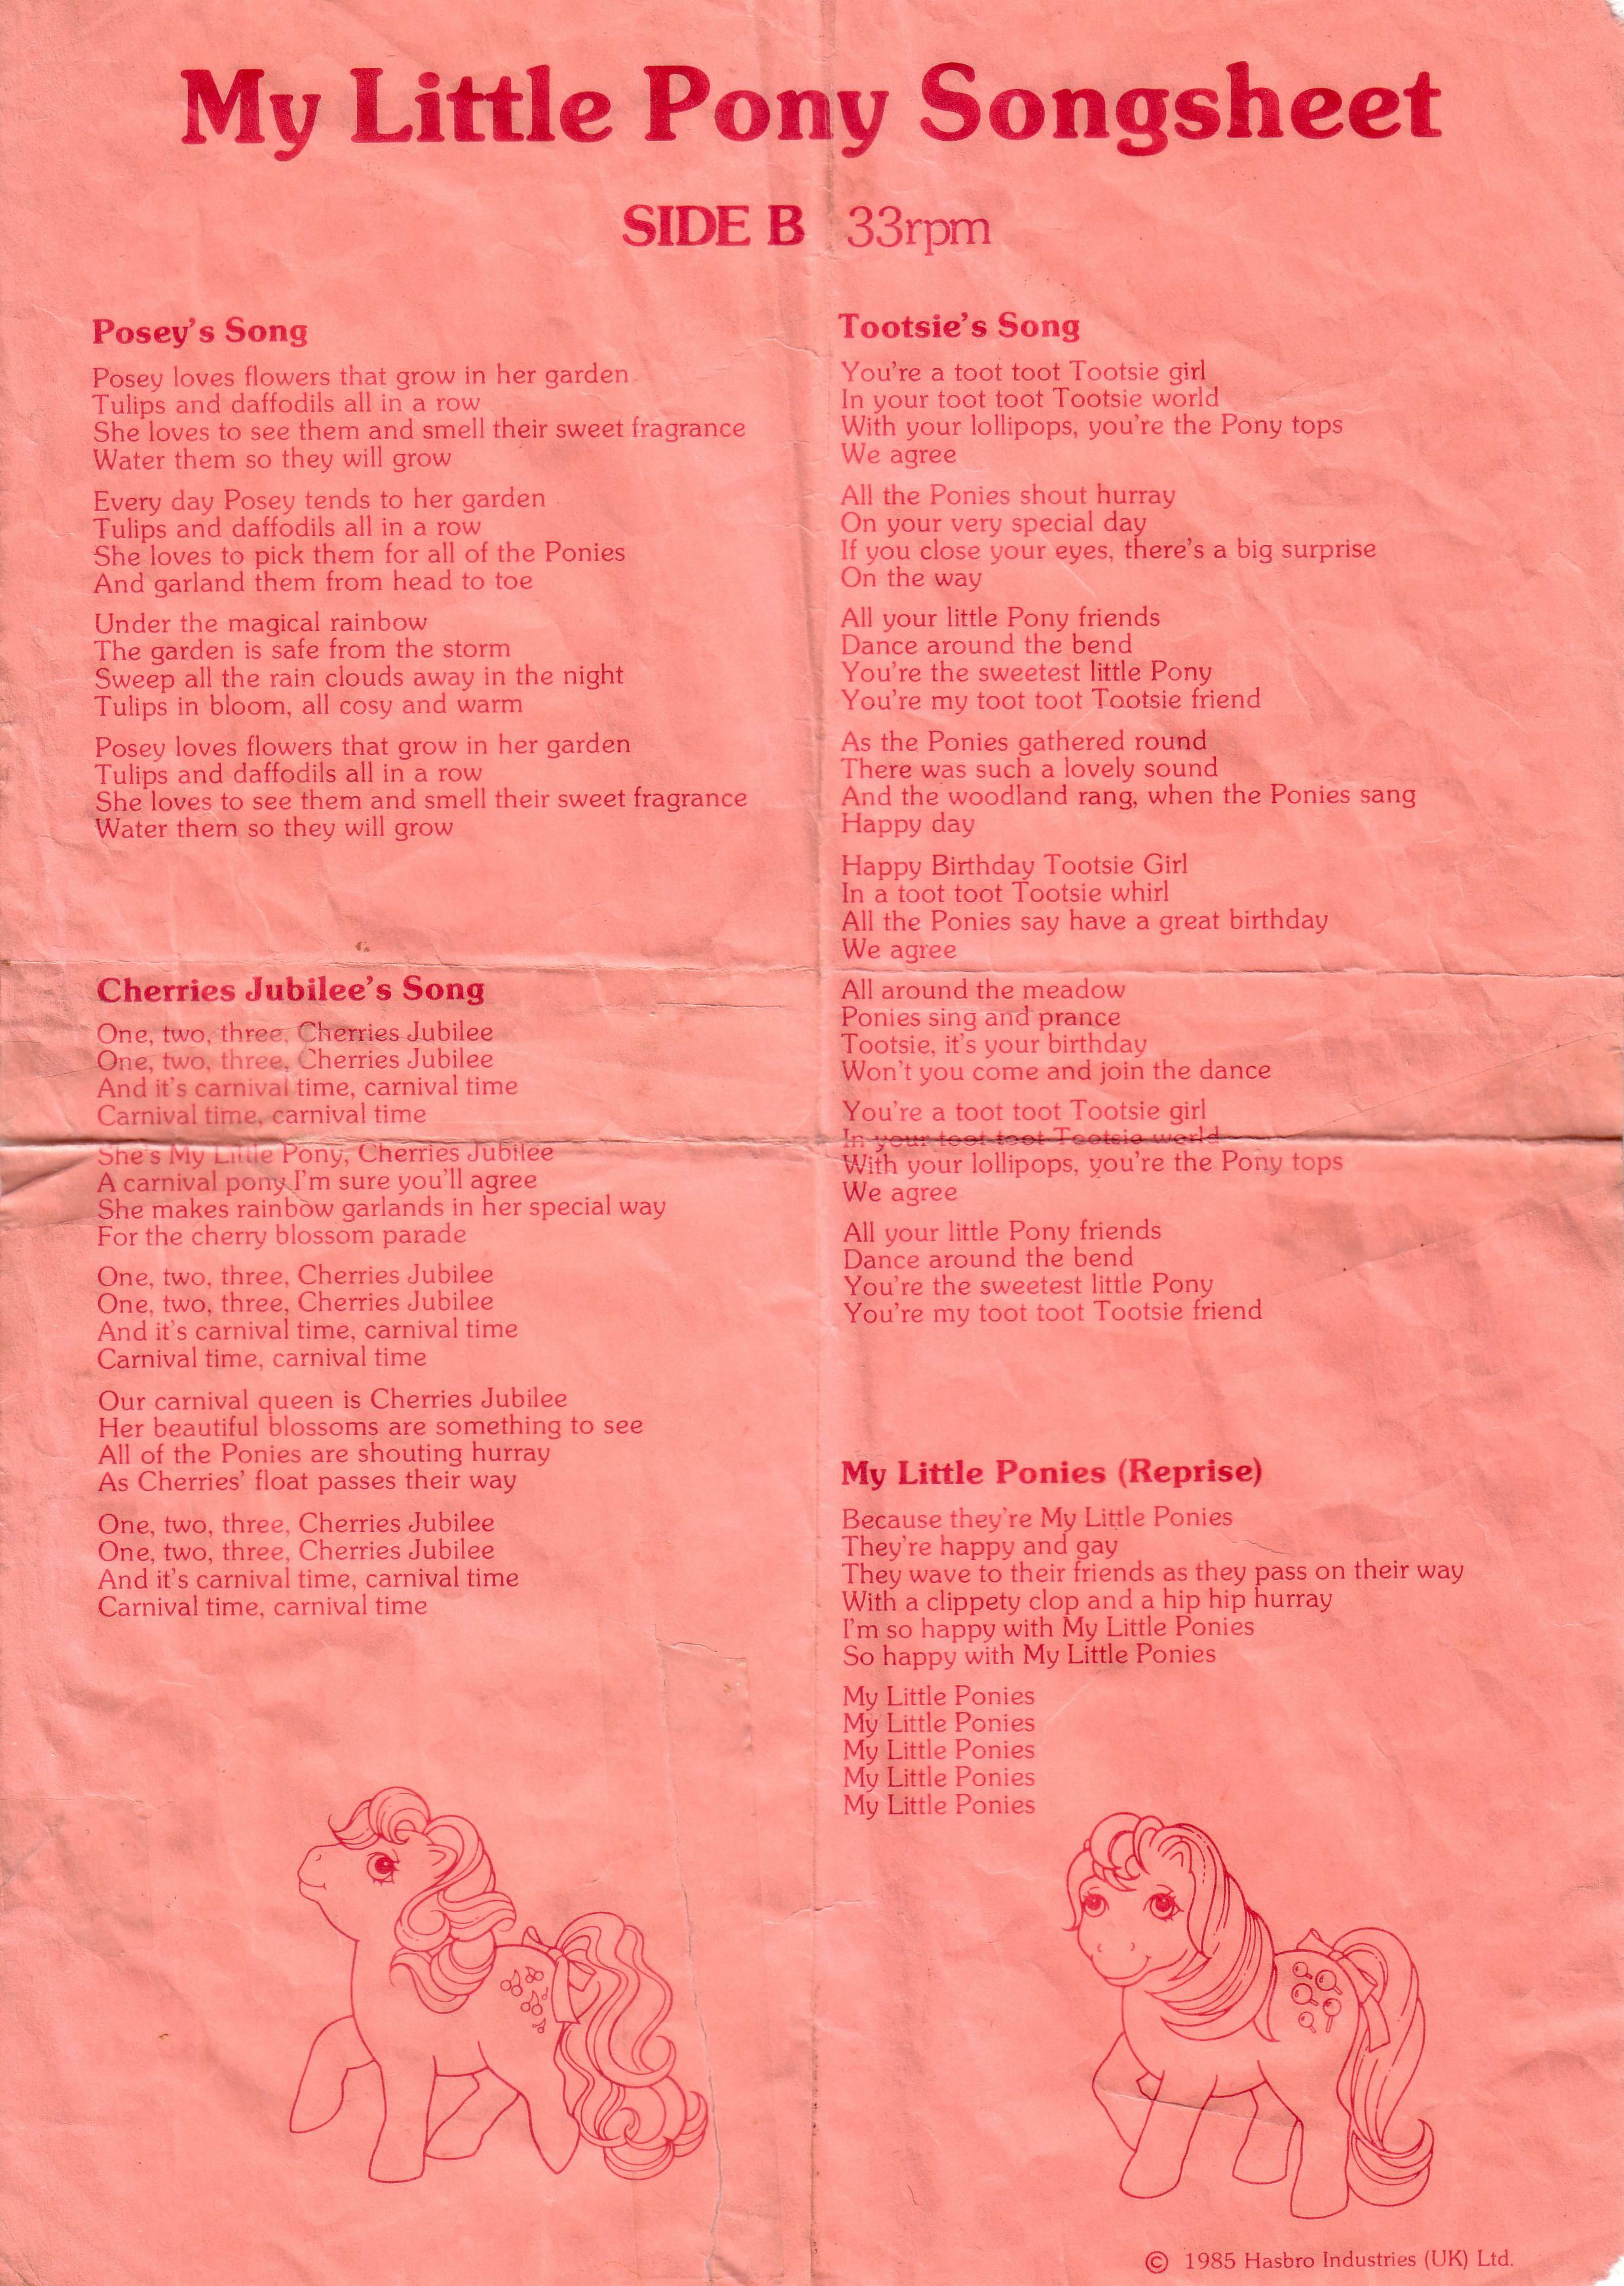 My Little Pony Songsheet
SIDE B 33rpm
Posey's Song
Posey loves flowers that grow in her garden
Tulips and daffodils all in a row
She loves to see them and smell their sweet fragrance
Water them so they will grow
Every day Posey tends to her garden
Tulips and daffodils all in a row
She loves to pick them for all of the Ponies
And garland them from head to toe
Under the magical rainbow
The garden is safe from the storm
Sweep all the rain clouds away in the night
Tulips in bloom, all cosy and warm
Posey loves flowers that grow in her garden
Tulips and daffodils all in a row
She loves to see them and smell their sweet fragrance
Water them so they will grow
Cherries Jubilee's Song
One, two, three, Cherries Jubilee
One, two, three, Cherries Jubilee
And it's carnival time, carnival time
Carnival time, carnival time
She's My Little Pony, Cherries Jubilee
A carnival pony I'm sure you'll agree
She makes rainbow garlands in her special way
For the cherry blossom parade
One, two, three, Cherries Jubilee
One, two, three, Cherries Jubilee
And it's carnival time, carnival time
Carnival time, carnival time
Our carnival queen is Cherries Jubilee
Her beautiful blossoms are something to see
All of the Ponies are shouting hurray
As Cherries' float passes their way
One, two, three, Cherries Jubilee
One, two, three, Cherries Jubilee
And it's carnival time, carnival time
Carnival time, carnival time
Tootsie's Song
You're a toot toot Tootsie girl
In your toot toot Tootsie world
With your lollipops, you're the Pony tops
We agree
All the Ponies shout hurray
On your very special day
If you close your eyes, there's a big surprise
On the way
All your little Pony friends
Dance around the bend
You're the sweetest little Pony
You're my toot toot Tootsie friend
As the Ponies gathered round
There was such a lovely sound
And the woodland rang, when the Ponies sang
Happy day
Happy Birthday Tootsie Girl
In a toot toot Tootsie whirl
All the Ponies say have a great birthday
We agree
All around the meadow
Ponies sing and prance
Tootsie, it's your birthday
Won't you come and join the dance
You're a toot toot Tootsie girl
In your toot toot Tootsie world
With your lollipops, you're the Pony tops
We agree
All your little Pony friends
Dance around the bend
You're the sweetest little Pony
You're my toot toot Tootsie friend
My Little Ponies (Reprise)
Because they're My Little Ponies
They're happy and gay
They wave to their friends as they pass on their way
With a clippety clop and a hip hip hurray
I'm so happy with My Little Ponies
So happy with My Little Ponies
My Little Ponies
My Little Ponies
My Little Ponies
My Little Ponies
My Little Ponies
© 1985 Hasbro Industries (UK) Ltd.